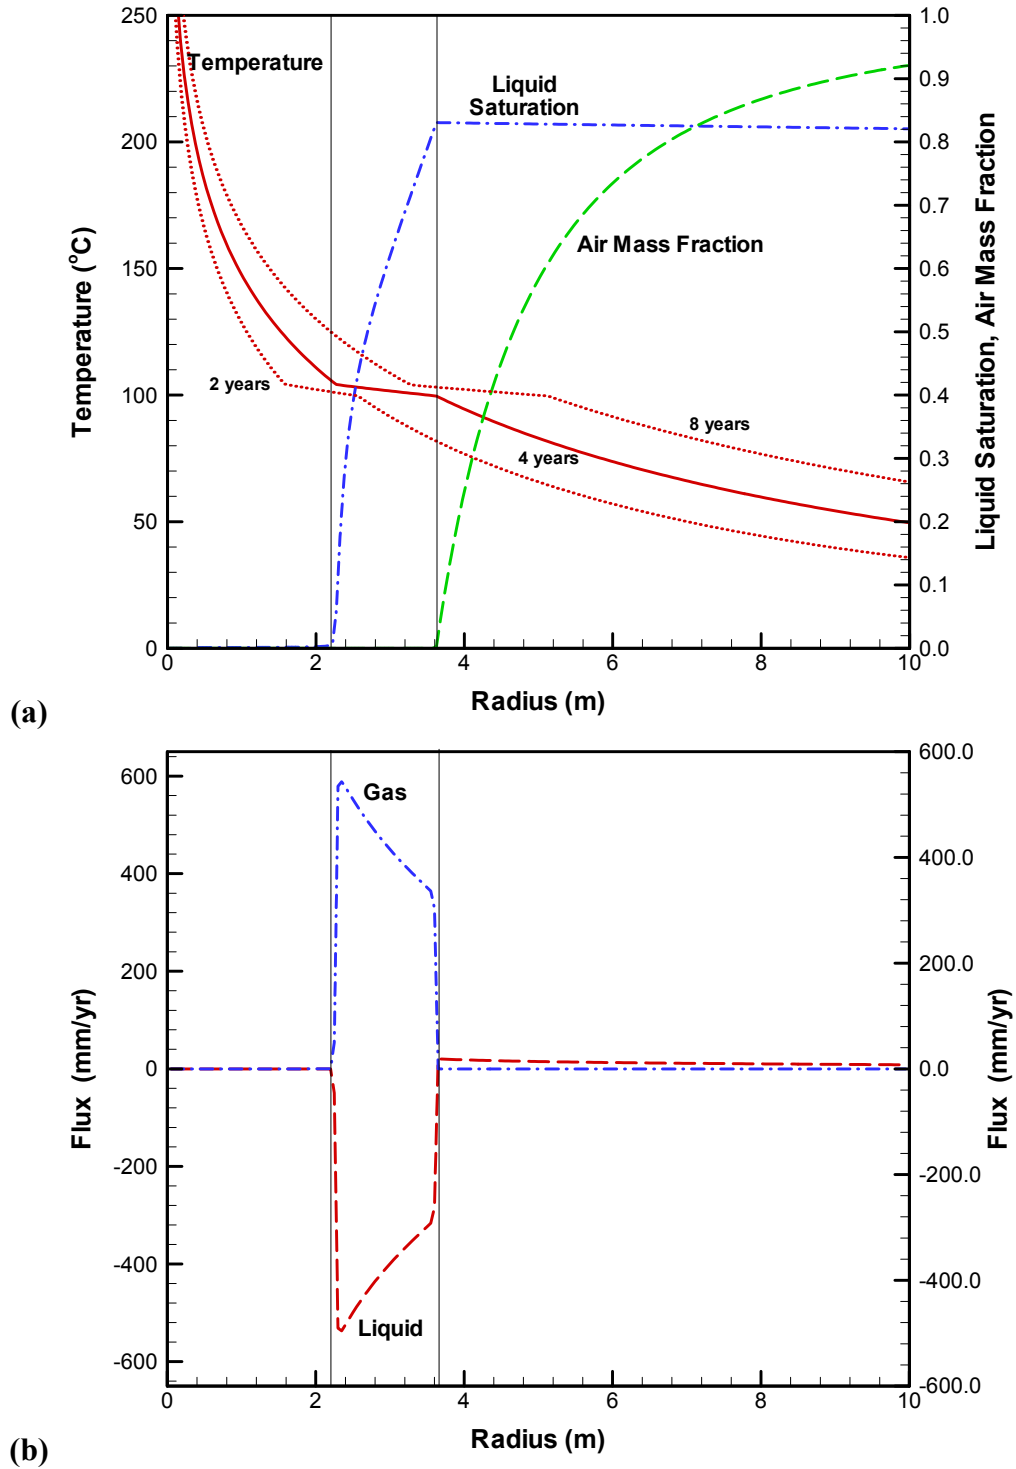 250
200
150
100
50
0
Temperature (°C)
Temperature
Liquid
Saturation
Air Mass Fraction
2 years
4 years
8 years
1.0
0.9
0.8
0.7
0.6
0.5
0.4
0.3
0.2
0.1
0.0
Liquid Saturation, Air Mass Fraction
0 2 4 6 8 10
Radius (m)
(a)
600
400
200
0
-200
-400
-600
Flux (mm/yr)
Gas
Liquid
600.0
400.0
200.0
0.0
-200.0
-400.0
-600.0
Flux (mm/yr)
0 2 4 6 8 10
Radius (m)
(b)